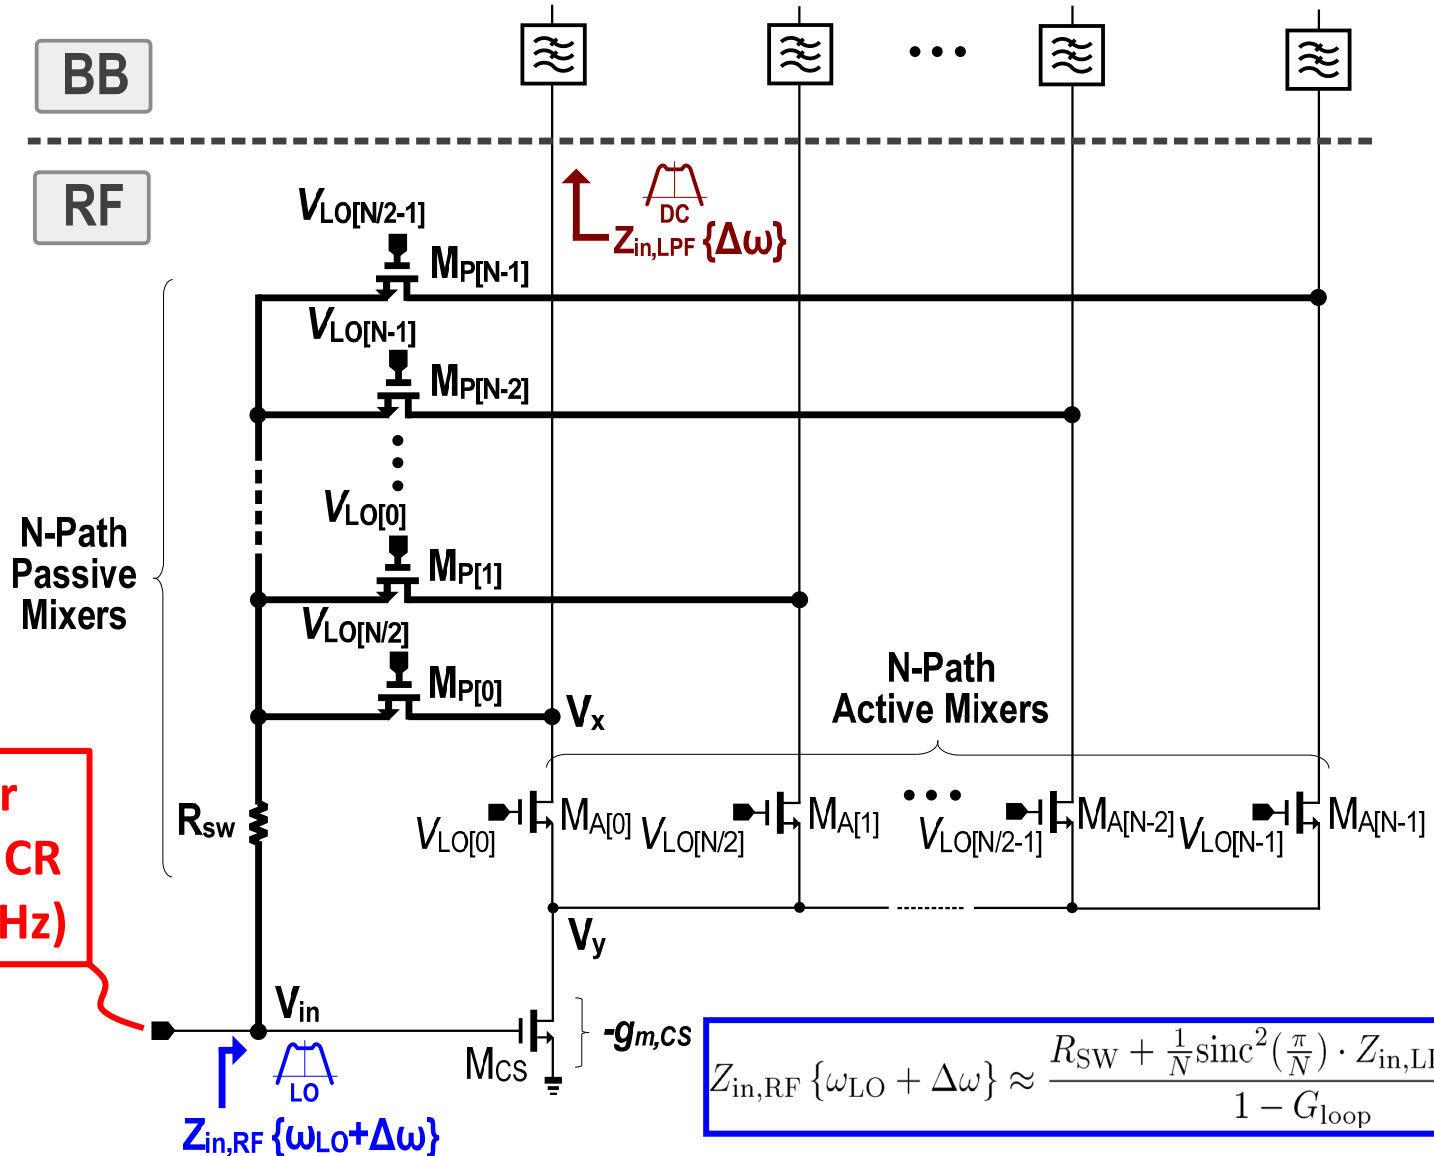 BB
RF
V_LO[N/2-1]
M_P[N-1]
DC
Z_in,LPF {Δω}
V_LO[N-1]
M_P[N-2]
V_LO[0]
M_P[1]
V_LO[N/2]
M_P[0]
N-Path
Passive
Mixers
V_x
N-Path
Active Mixers
R_sw
V_LO[0]
M_A[0]
V_LO[N/2]
M_A[1]
V_LO[N/2-1]
M_A[N-2]
V_LO[N-1]
M_A[N-1]
r
CR
Hz)
V_y
V_in
M_CS
-g_m,CS
LO
Z_in,RF {ω_LO+Δω}
Z_in,RF {ω_LO + Δω} ≈ (R_SW + 1/N sinc²(π/N) · Z_in,LP) / (1 − G_loop)